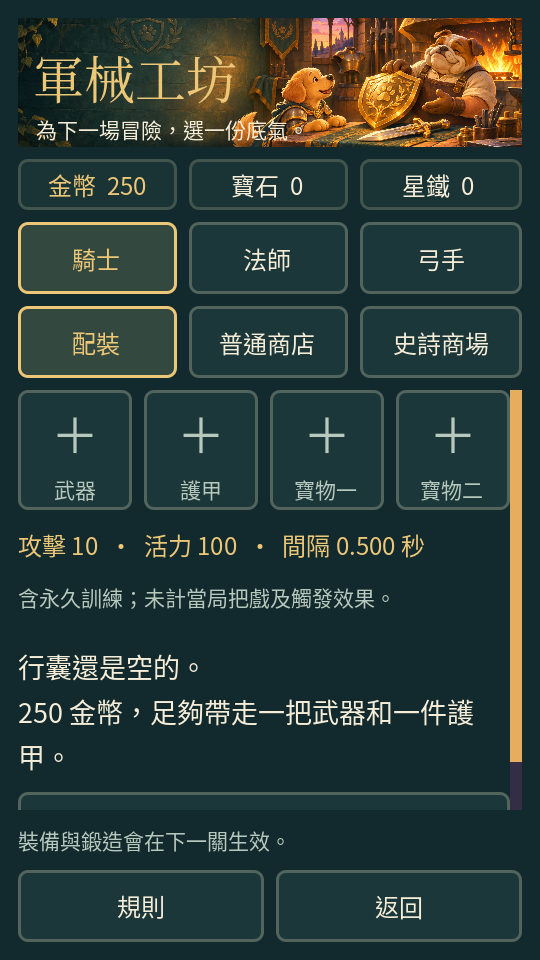 軍械工坊
為下一場冒險，選一份底氣。
金幣 250
寶石 0
星鐵 0
騎士
法師
弓手
配裝
普通商店
史詩商場
武器
護甲
寶物一
寶物二
攻擊 10 · 活力 100 · 間隔 0.500 秒
含永久訓練；未計當局把戲及觸發效果。
行囊還是空的。
250 金幣，足夠帶走一把武器和一件護
甲。
裝備與鍛造會在下一關生效。
規則
返回